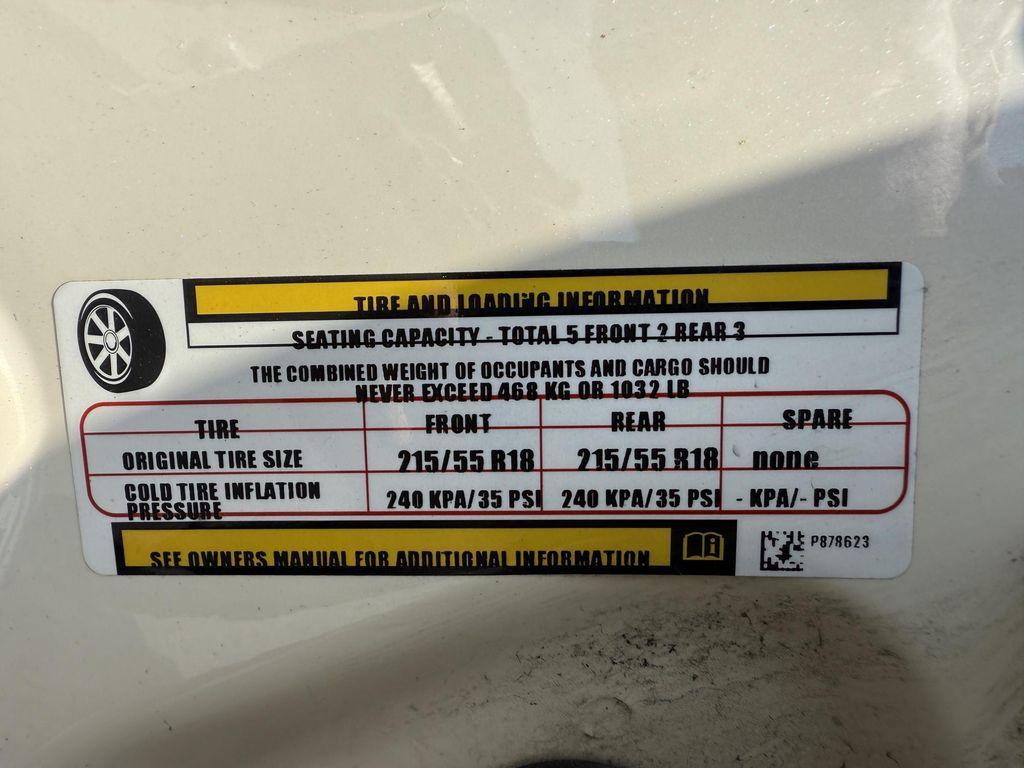 TIRE AND LOADING INFORMATION
SEATING CAPACITY - TOTAL 5 FRONT 2 REAR 3
THE COMBINED WEIGHT OF OCCUPANTS AND CARGO SHOULD
NEVER EXCEED 468 KG OR 1032 LB
TIRE FRONT REAR SPARE
ORIGINAL TIRE SIZE 215/55 R18 215/55 R18 none
COLD TIRE INFLATION
PRESSURE 240 KPA/35 PSI 240 KPA/35 PSI - KPA/- PSI
SEE OWNERS MANUAL FOR ADDITIONAL INFORMATION
P878623